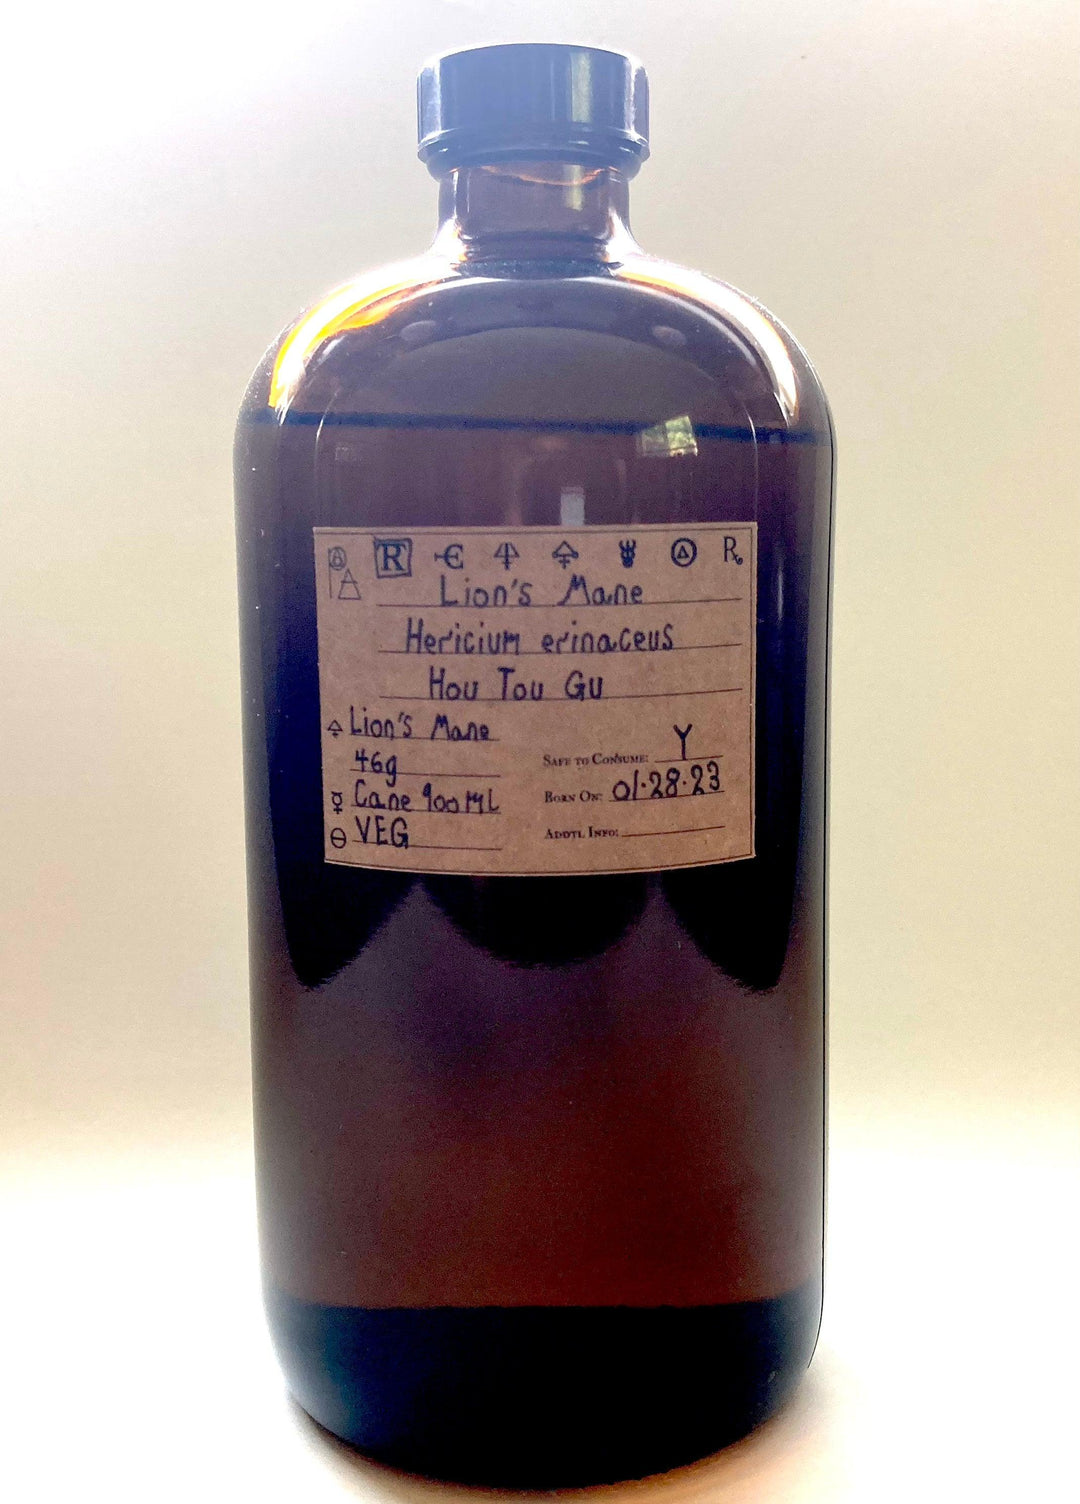 R R
Lion's Mane
Hericium erinaceus
Hou Tou Gu
Lion's Mane
46g
Cane 900 ML
VEG
Safe to Consume: Y
Born On: 01·28·23
Addtl Info: